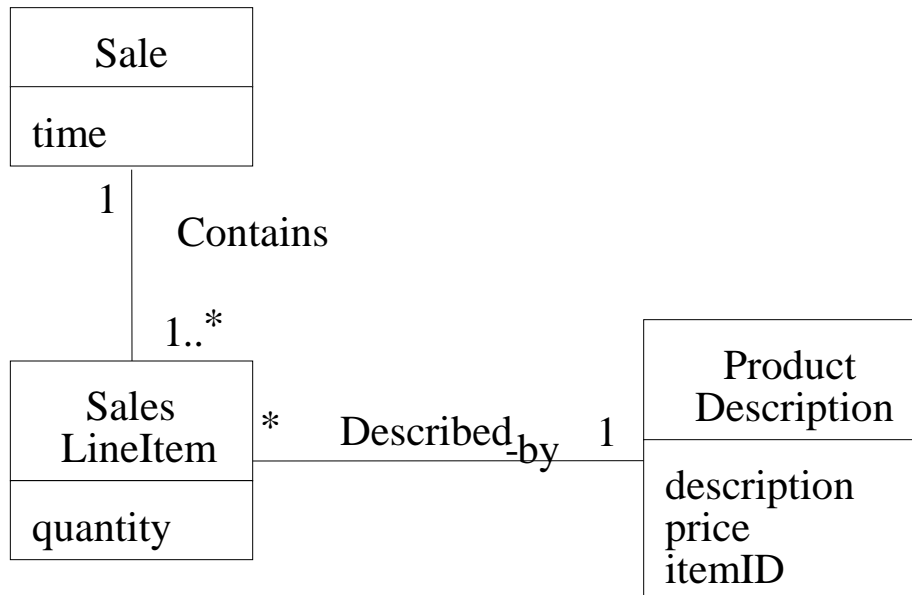 Sale
time
1
Contains
1..*
Sales
LineItem
quantity
*
Described
-by
1
Product
Description
description
price
itemID